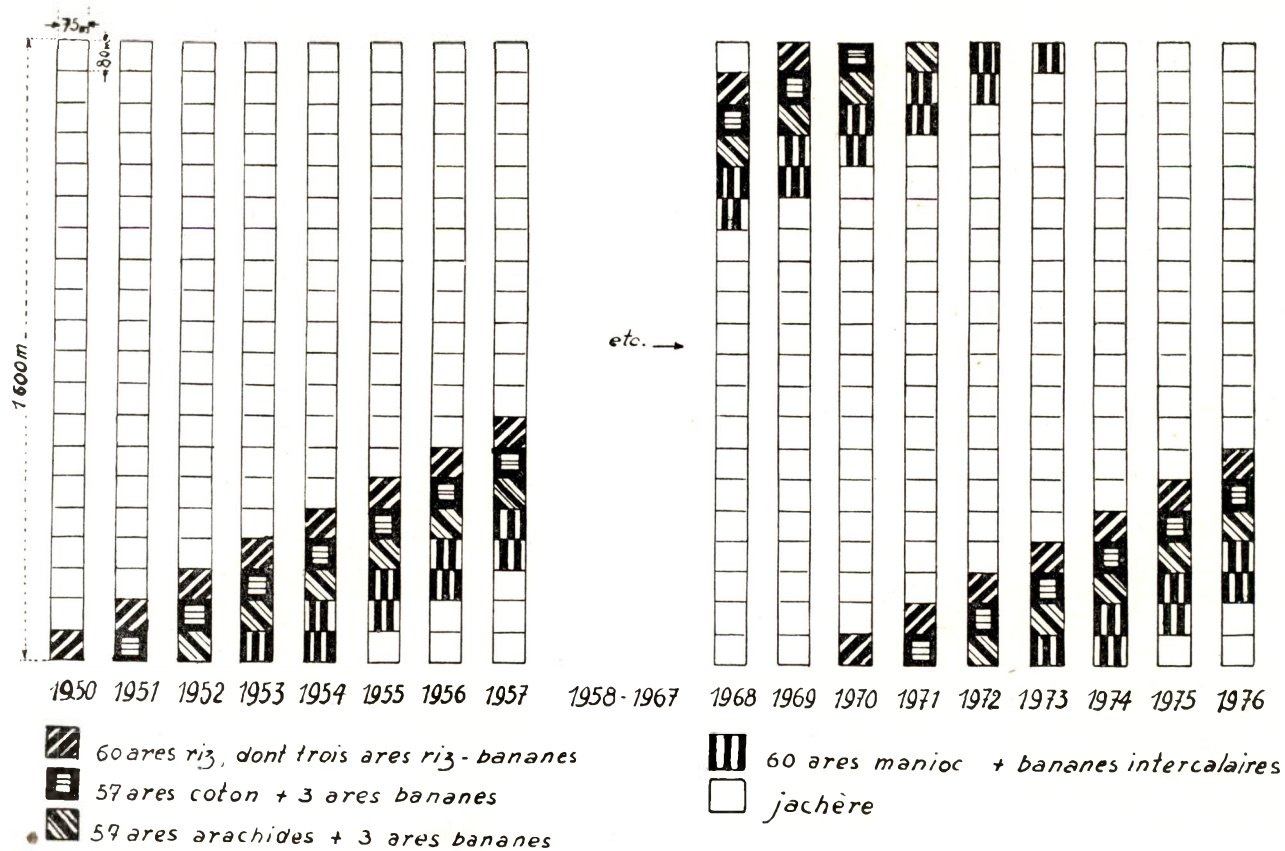 75m
80m
1600m
etc. →
1950 1951 1952 1953 1954 1955 1956 1957 1958-1967 1968 1969 1970 1971 1972 1973 1974 1975 1976
60 ares riz, dont trois ares riz-bananes
57 ares coton + 3 ares bananes
57 ares arachides + 3 ares bananes
60 ares manioc + bananes intercalaires
jachère